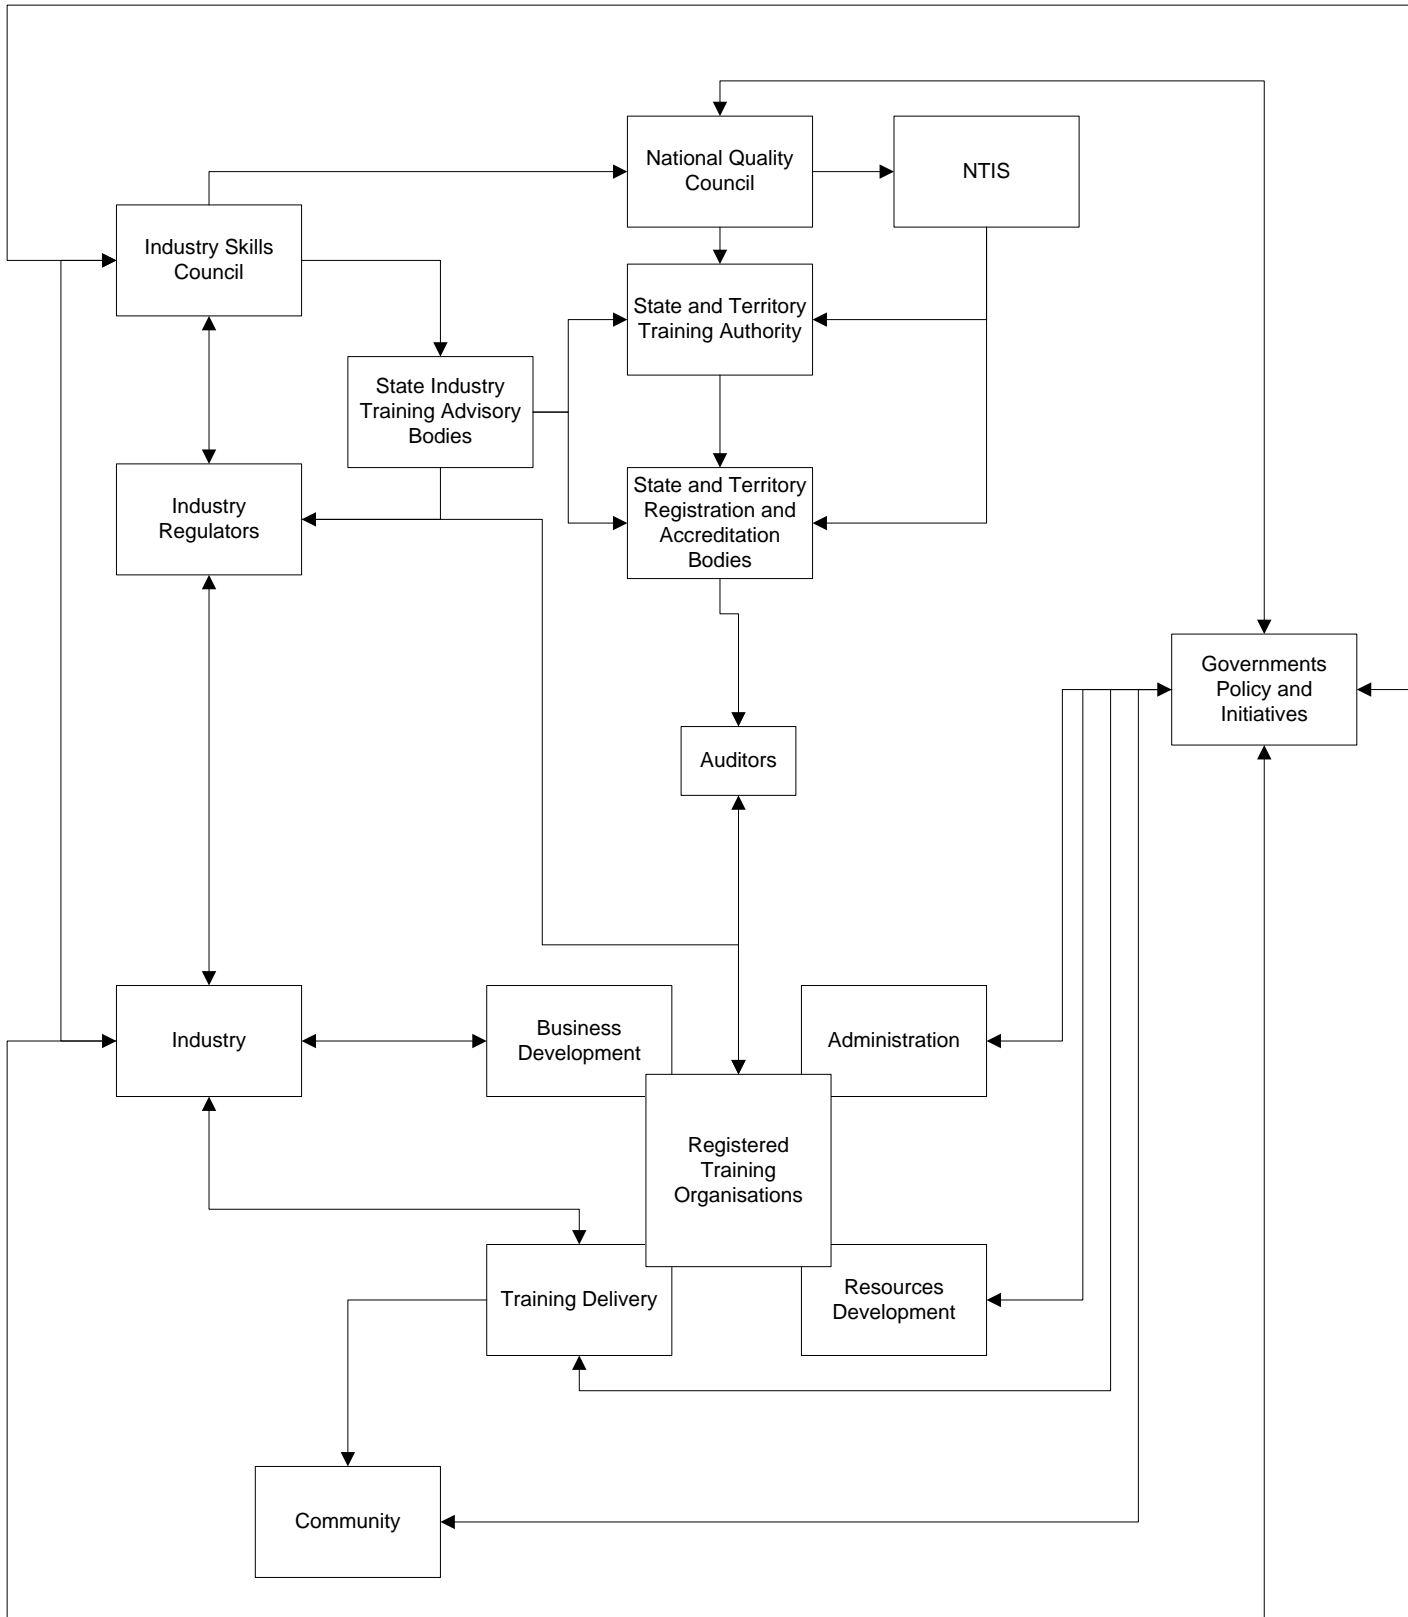 National Quality
Council
NTIS
Industry Skills
Council
State and Territory
Training Authority
State Industry
Training Advisory
Bodies
Industry
Regulators
State and Territory
Registration and
Accreditation
Bodies
Governments
Policy and
Initiatives
Auditors
Industry
Business
Development
Administration
Registered
Training
Organisations
Training Delivery
Resources
Development
Community